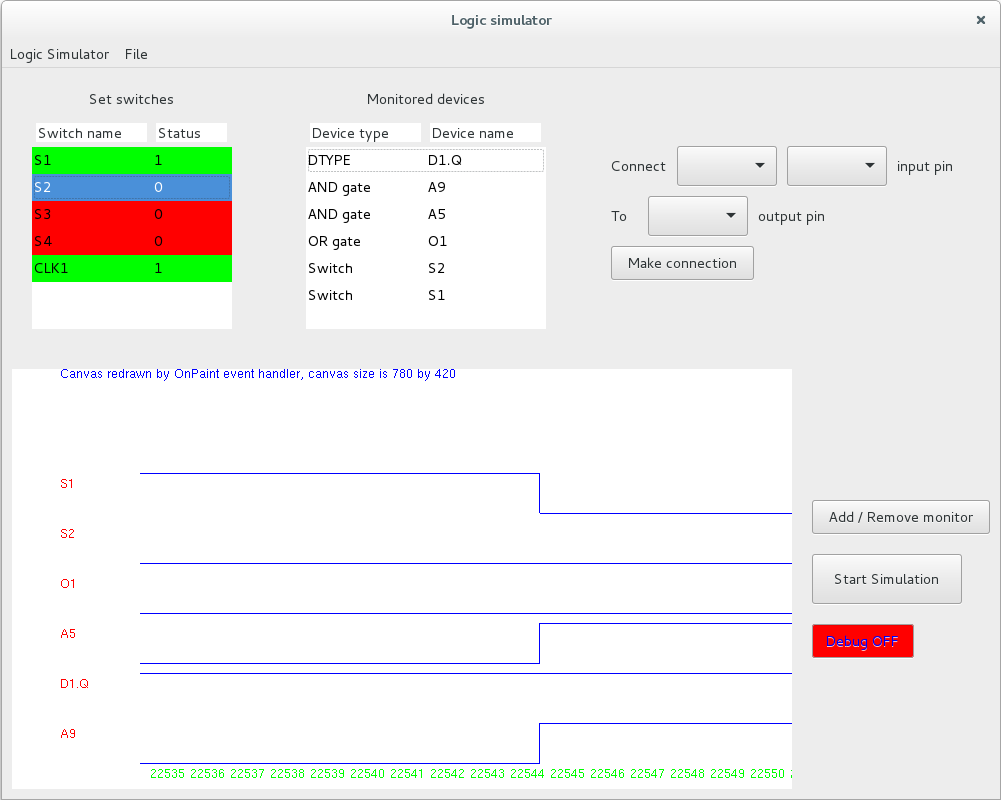 Logic simulator
Logic Simulator File
Set switches
Switch name Status
S1 1
S2 0
S3 0
S4 0
CLK1 1
Monitored devices
Device type Device name
DTYPE D1.Q
AND gate A9
AND gate A5
OR gate O1
Switch S2
Switch S1
Connect input pin
To output pin
Make connection
Canvas redrawn by OnPaint event handler, canvas size is 780 by 420
S1
S2
O1
A5
D1.Q
A9
22535 22536 22537 22538 22539 22540 22541 22542 22543 22544 22545 22546 22547 22548 22549 22550
Add / Remove monitor
Start Simulation
Debug OFF